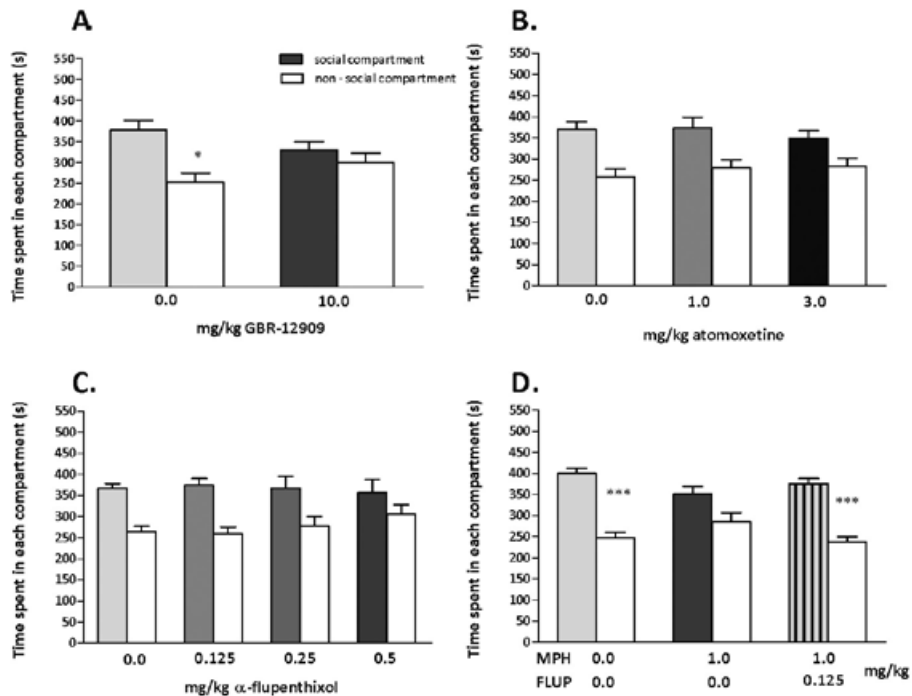 A.
Time spent in each compartment (s)
550
500
450
400
350
300
250
200
150
100
50
0
social compartment
non - social compartment
*
0.0 10.0
mg/kg GBR-12909
B.
Time spent in each compartment (s)
550
500
450
400
350
300
250
200
150
100
50
0
0.0 1.0 3.0
mg/kg atomoxetine
C.
Time spent in each compartment (s)
550
500
450
400
350
300
250
200
150
100
50
0
0.0 0.125 0.25 0.5
mg/kg α-flupenthixol
D.
Time spent in each compartment (s)
550
500
450
400
350
300
250
200
150
100
50
0
***
***
MPH 0.0 1.0 1.0
FLUP 0.0 0.0 0.125
mg/kg